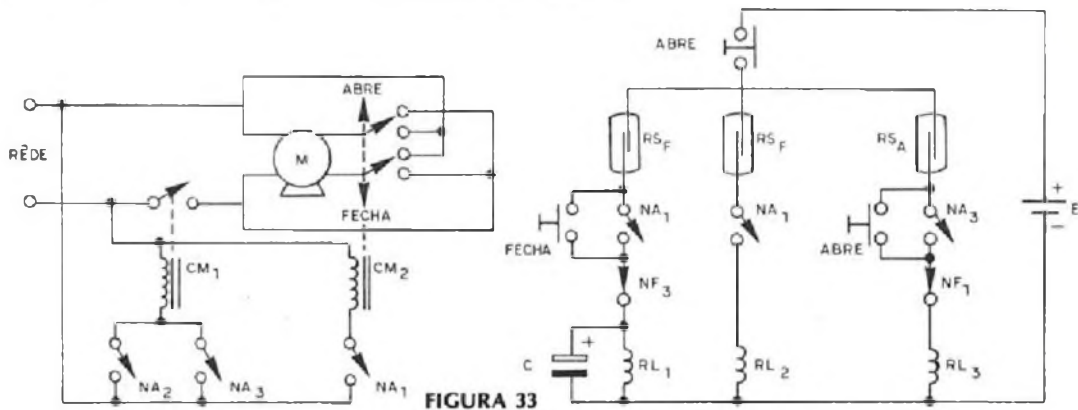 ABRE
RÊDE
M
FECHA
CM1
CM2
NA2
NA3
NA1
FIGURA 33
ABRE
RSF
RSF
RSA
+
E
-
NA1
NA1
NA3
FECHA
ABRE
NF3
NF1
C
+
RL1
RL2
RL3